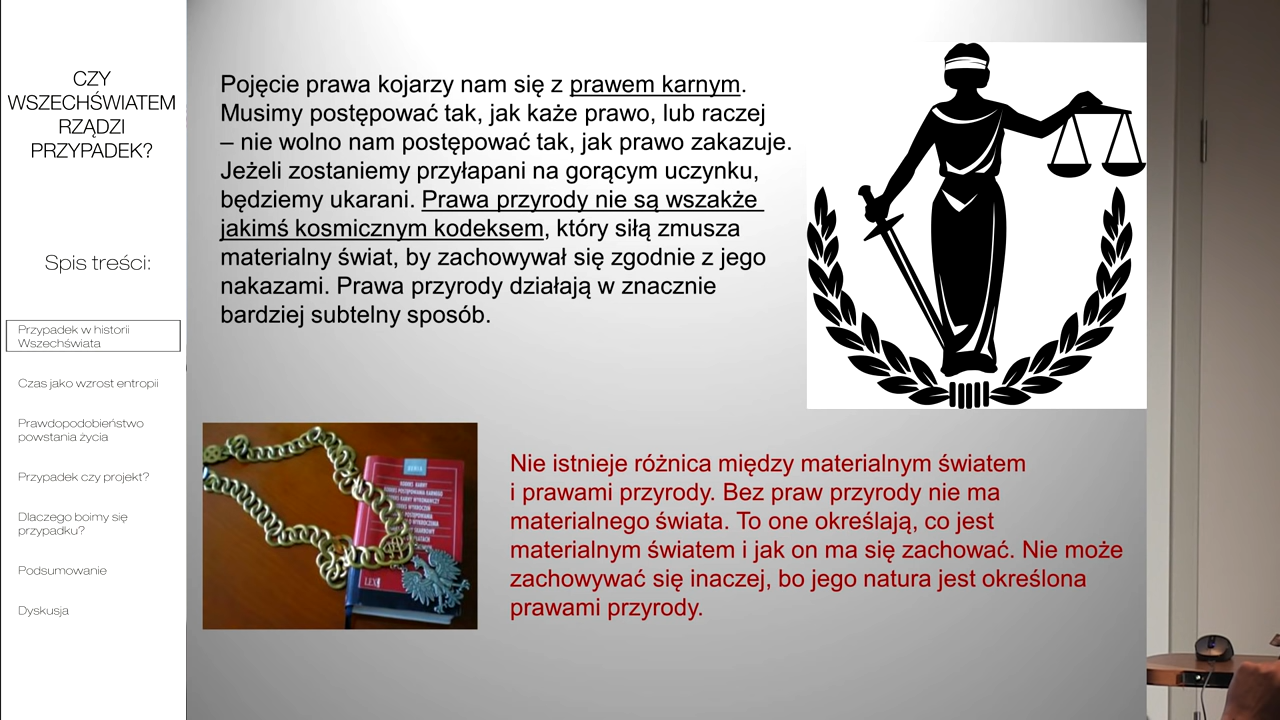 CZY
WSZECHŚWIATEM
RZĄDZI
PRZYPADEK?
Spis treści:
Przypadek w historii
Wszechświata
Czas jako wzrost entropii
Prawdopodobieństwo
powstania życia
Przypadek czy projekt?
Dlaczego boimy się
przypadku?
Podsumowanie
Dyskusja
Pojęcie prawa kojarzy nam się z prawem karnym.
Musimy postępować tak, jak każe prawo, lub raczej
– nie wolno nam postępować tak, jak prawo zakazuje.
Jeżeli zostaniemy przyłapani na gorącym uczynku,
będziemy ukarani. Prawa przyrody nie są wszakże
jakimś kosmicznym kodeksem, który siłą zmusza
materialny świat, by zachowywał się zgodnie z jego
nakazami. Prawa przyrody działają w znacznie
bardziej subtelny sposób.
KODEKS KARNY
Nie istnieje różnica między materialnym światem
i prawami przyrody. Bez praw przyrody nie ma
materialnego świata. To one określają, co jest
materialnym światem i jak on ma się zachować. Nie może
zachowywać się inaczej, bo jego natura jest określona
prawami przyrody.